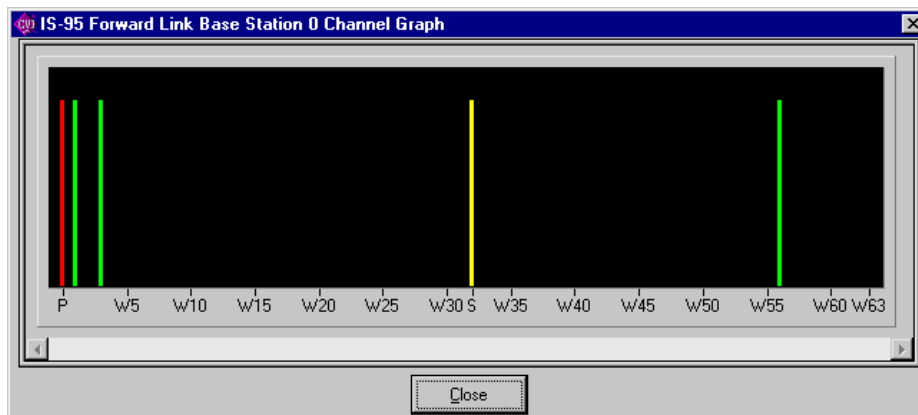 CVI IS-95 Forward Link Base Station 0 Channel Graph
P W5 W10 W15 W20 W25 W30 S W35 W40 W45 W50 W55 W60 W63
Close